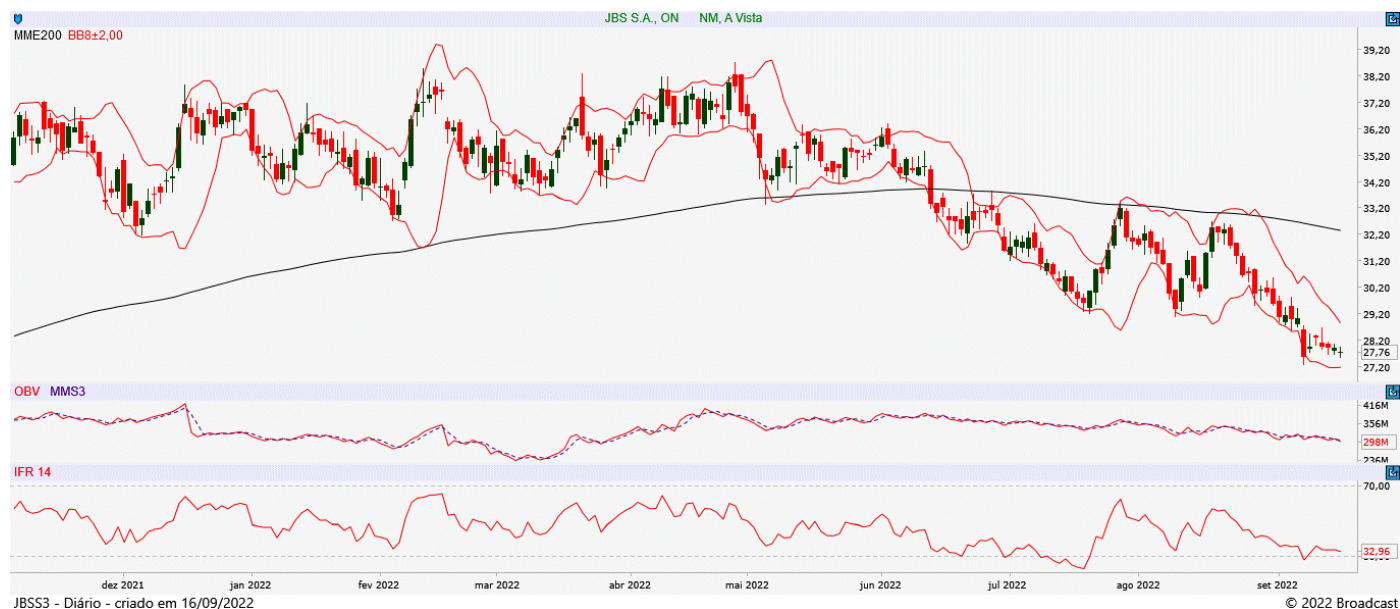 JBS S.A., ON NM, A Vista
MME200 BB8±2,00
39,20
38,20
37,20
36,20
35,20
34,20
33,20
32,20
31,20
30,20
29,20
28,20
27,76
27,20
OBV MMS3
416M
356M
298M
236M
IFR 14
70,00
32,96
dez 2021 jan 2022 fev 2022 mar 2022 abr 2022 mai 2022 jun 2022 jul 2022 ago 2022 set 2022
JBSS3 - Diário - criado em 16/09/2022 © 2022 Broadcast